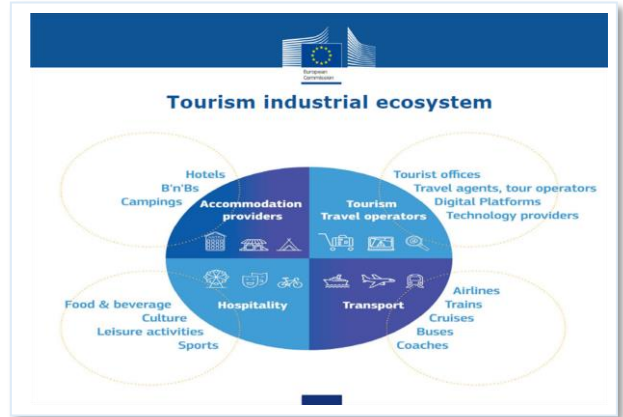 European
Commission
Tourism industrial ecosystem
Hotels
B'n'Bs
Campings
Accommodation
providers
Tourism
Travel operators
Tourist offices
Travel agents, tour operators
Digital Platforms
Technology providers
Food & beverage
Culture
Leisure activities
Sports
Hospitality
Transport
Airlines
Trains
Cruises
Buses
Coaches